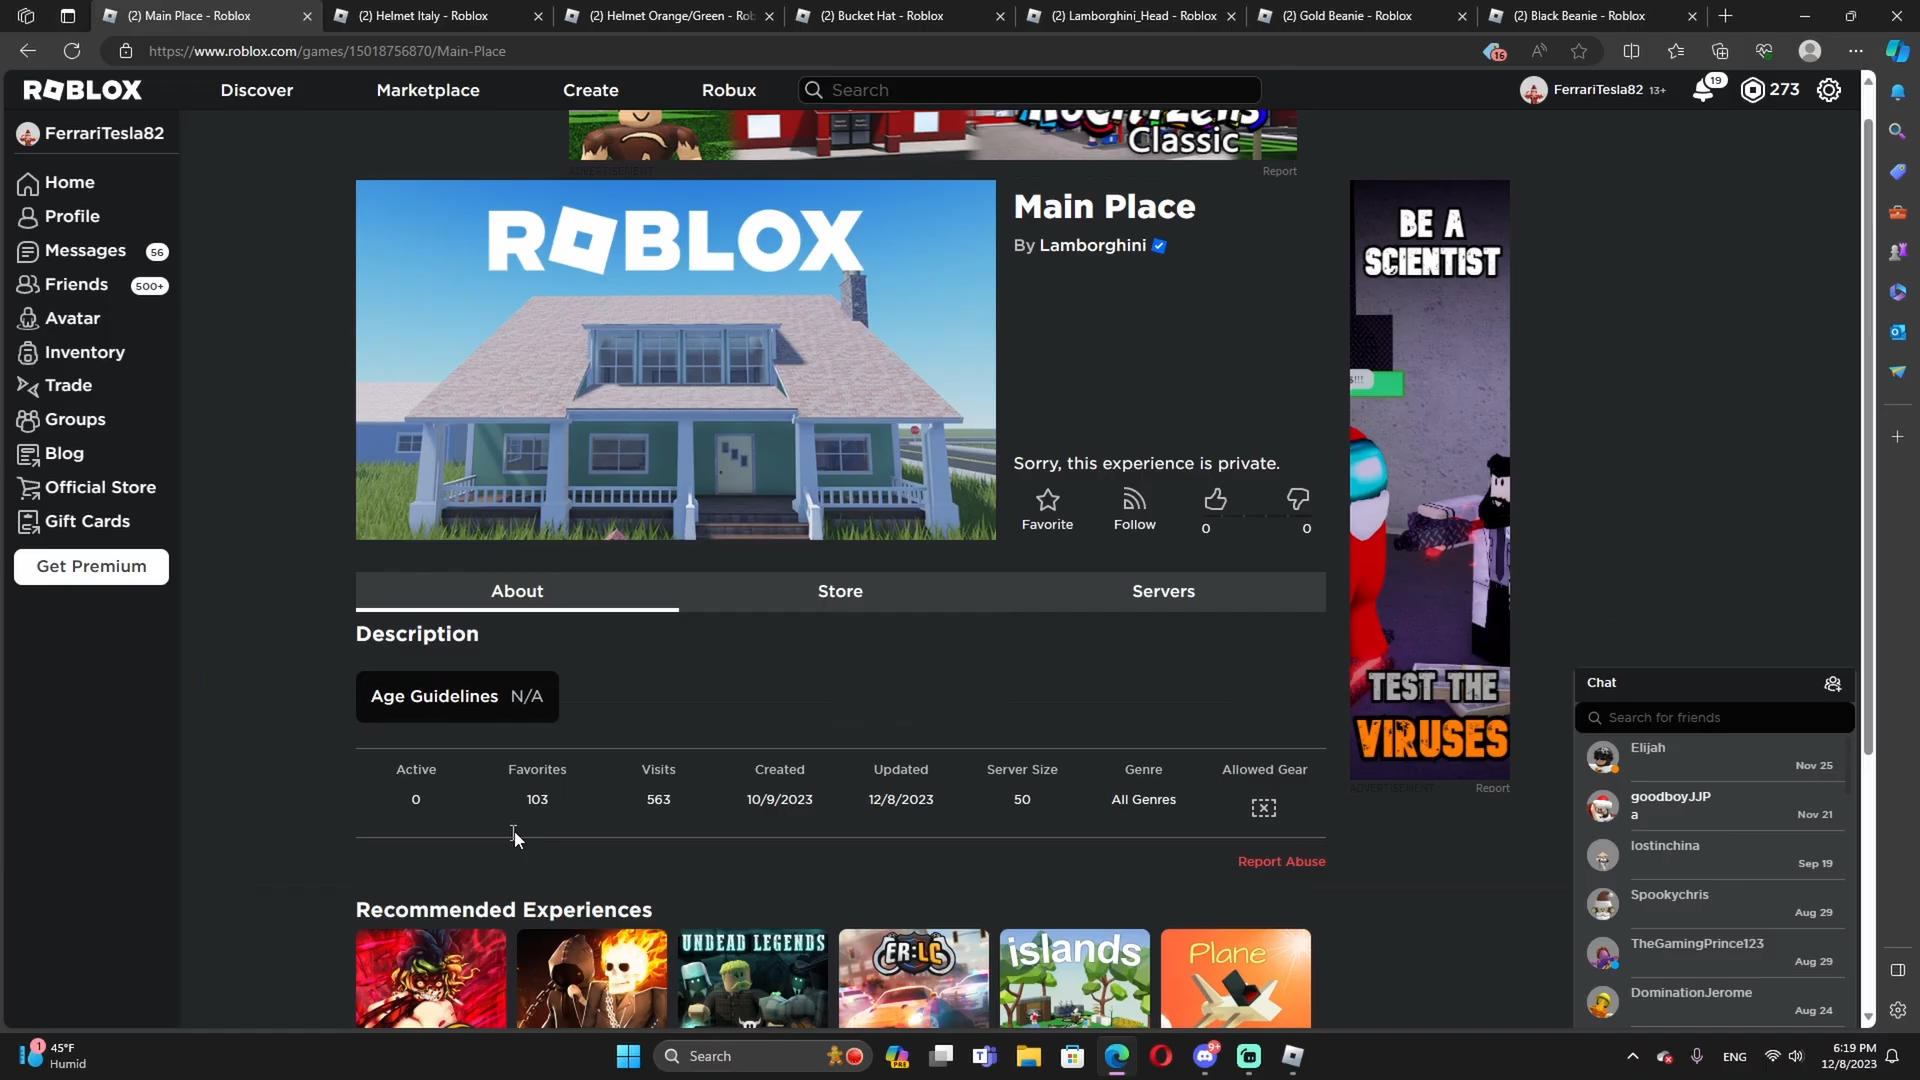 (2) Main Place - Roblox
(2) Helmet Italy - Roblox
(2) Helmet Orange/Green - Rob
(2) Bucket Hat - Roblox
(2) Lamborghini_Head - Roblox
(2) Gold Beanie - Roblox
(2) Black Beanie - Roblox
https://www.roblox.com/games/15018756870/Main-Place
16
ROBLOX
Discover
Marketplace
Create
Robux
Search
FerrariTesla82 13+
19
273
FerrariTesla82
Home
Profile
Messages 56
Friends 500+
Avatar
Inventory
Trade
Groups
Blog
Official Store
Gift Cards
Get Premium
Classic
ADVERTISEMENT
Report
ROBLOX
Main Place
By Lamborghini
Sorry, this experience is private.
Favorite
Follow
0
0
BE A
SCIENTIST
TEST THE
VIRUSES
ADVERTISEMENT
Report
About
Store
Servers
Description
Age Guidelines N/A
Active Favorites Visits Created Updated Server Size Genre Allowed Gear
0 103 563 10/9/2023 12/8/2023 50 All Genres
Report Abuse
Recommended Experiences
UNDEAD LEGENDS
ER:LC
islands
Plane
Chat
Search for friends
Elijah
Nov 25
goodboyJJP
a
Nov 21
lostinchina
Sep 19
Spookychris
Aug 29
TheGamingPrince123
Aug 29
DominationJerome
Aug 24
1
45°F
Humid
Search
PRE
9+
ENG
6:19 PM
12/8/2023